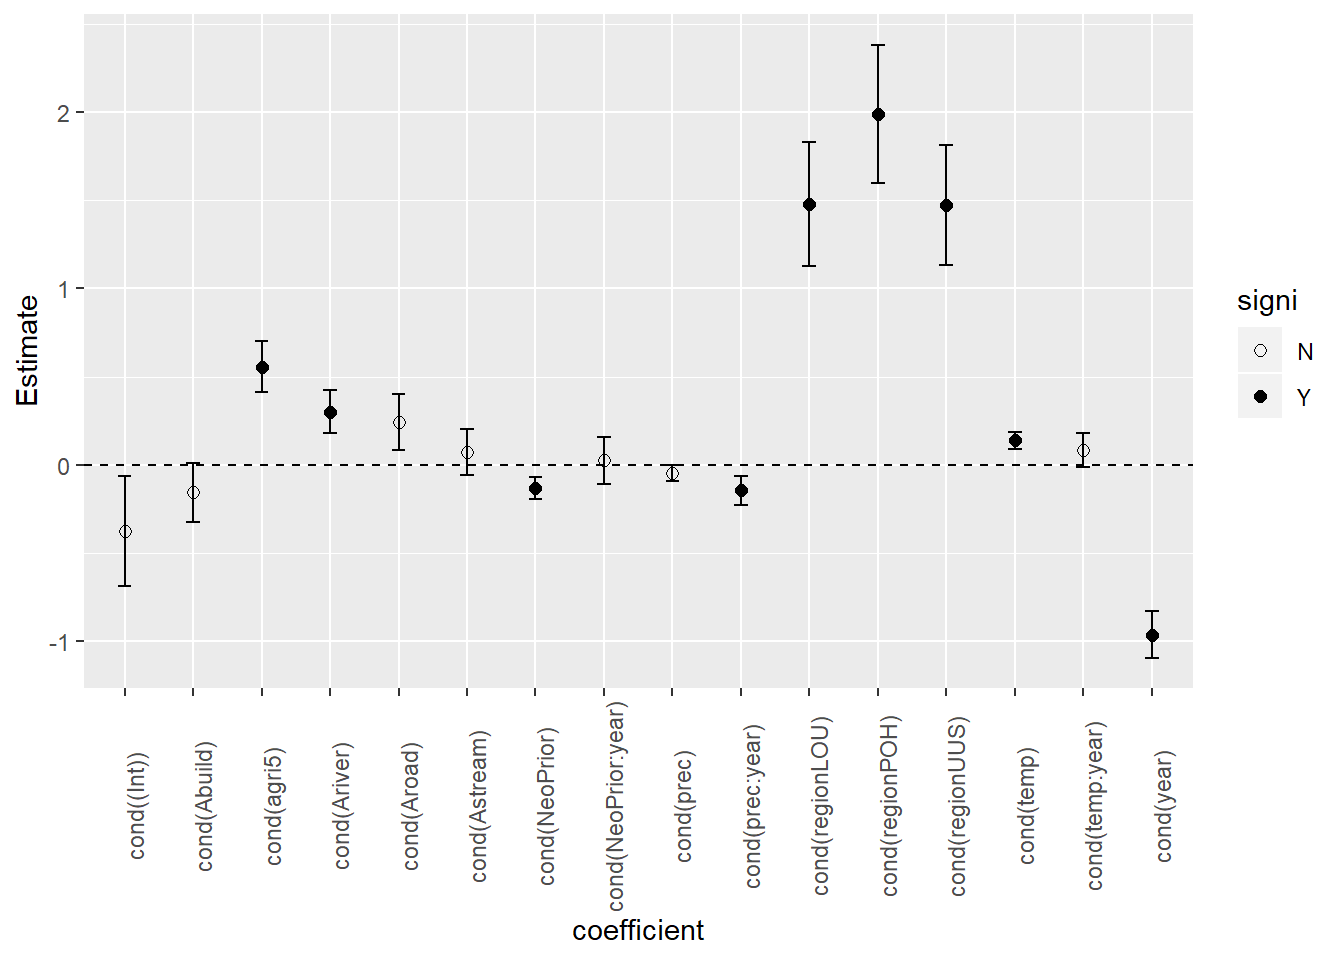 2
1
0
-1
Estimate
cond((Int))
cond(Abuild)
cond(agri5)
cond(Ariver)
cond(Aroad)
cond(Astream)
cond(NeoPrior)
cond(NeoPrior:year)
cond(prec)
cond(prec:year)
cond(regionLOU)
cond(regionPOH)
cond(regionUUS)
cond(temp)
cond(temp:year)
cond(year)
coefficient
signi
N
Y